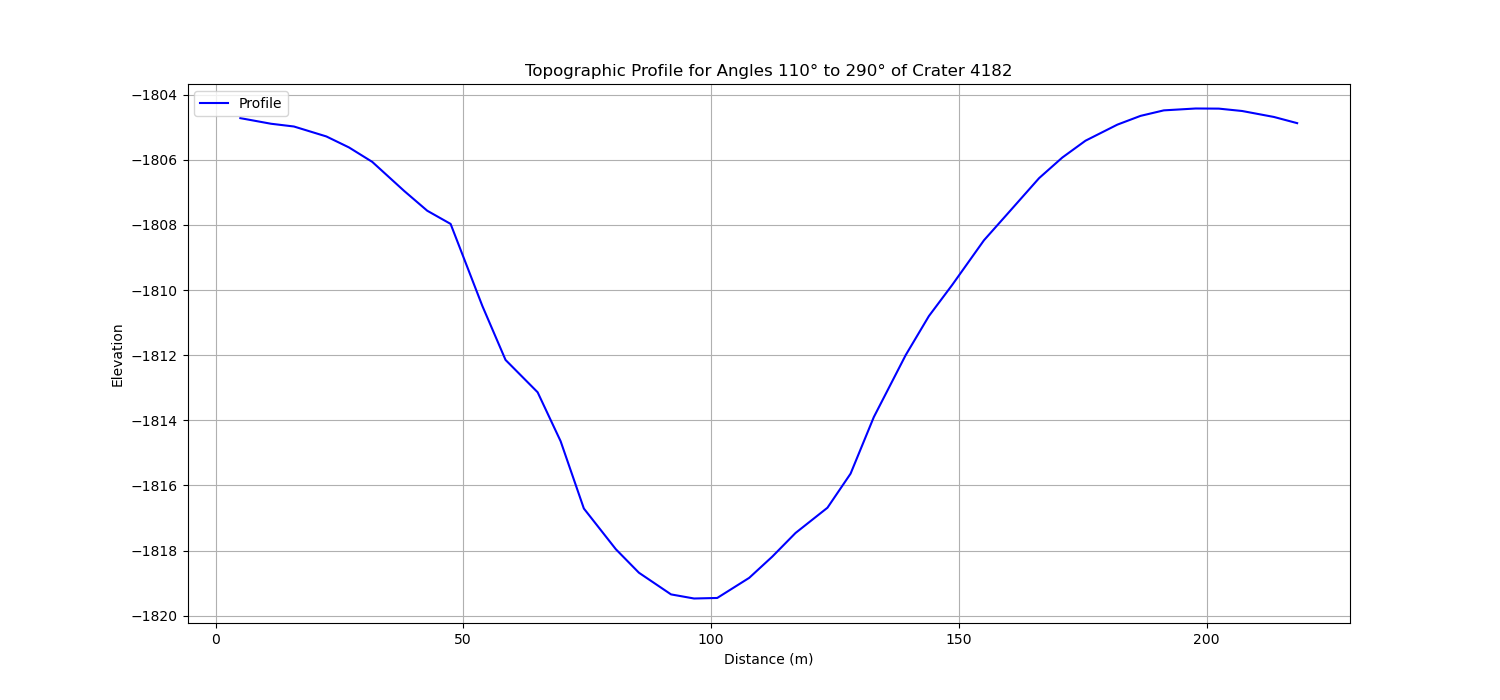 Topographic Profile for Angles 110° to 290° of Crater 4182
Profile
−1804
−1806
−1808
−1810
−1812
−1814
−1816
−1818
−1820
Elevation
0 50 100 150 200
Distance (m)